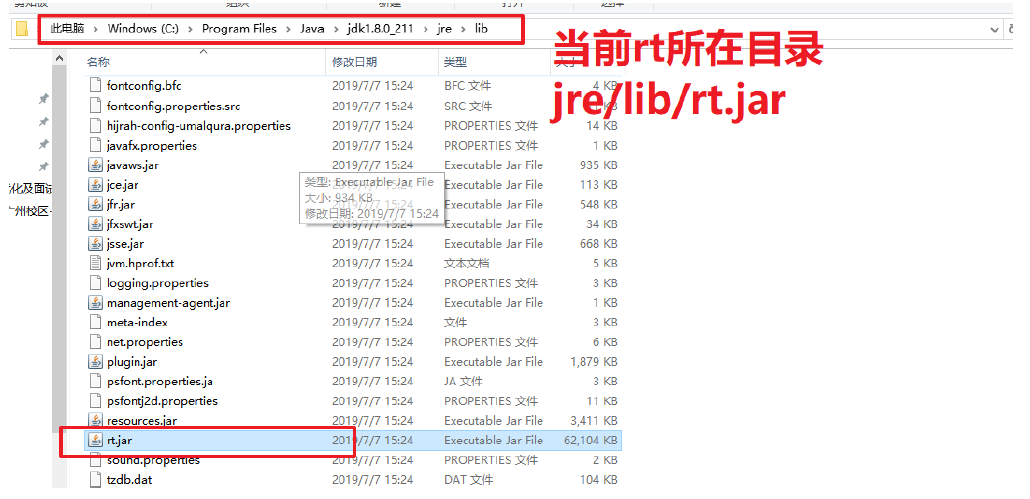 此电脑 > Windows (C:) > Program Files > Java > jdk1.8.0_211 > jre > lib
当前rt所在目录
jre/lib/rt.jar
名称 修改日期 类型 大小
fontconfig.bfc 2019/7/7 15:24 BFC 文件 4 KB
fontconfig.properties.src 2019/7/7 15:24 SRC 文件 KB
hijrah-config-umalqura.properties 2019/7/7 15:24 PROPERTIES 文件 14 KB
javafx.properties 2019/7/7 15:24 PROPERTIES 文件 1 KB
javaws.jar 2019/7/7 15:24 Executable Jar File 935 KB
jce.jar 2019/7/7 15:24 Executable Jar File 113 KB
类型: Executable Jar File
大小: 934 KB
修改日期: 2019/7/7 15:24
jfr.jar 2019/7/7 15:24 Executable Jar File 548 KB
jfxswt.jar 2019/7/7 15:24 Executable Jar File 34 KB
jsse.jar 2019/7/7 15:24 Executable Jar File 668 KB
jvm.hprof.txt 2019/7/7 15:24 文本文档 5 KB
logging.properties 2019/7/7 15:24 PROPERTIES 文件 3 KB
management-agent.jar 2019/7/7 15:24 Executable Jar File 1 KB
meta-index 2019/7/7 15:24 文件 3 KB
net.properties 2019/7/7 15:24 PROPERTIES 文件 6 KB
plugin.jar 2019/7/7 15:24 Executable Jar File 1,879 KB
psfont.properties.ja 2019/7/7 15:24 JA 文件 3 KB
psfontj2d.properties 2019/7/7 15:24 PROPERTIES 文件 11 KB
resources.jar 2019/7/7 15:24 Executable Jar File 3,411 KB
rt.jar 2019/7/7 15:24 Executable Jar File 62,104 KB
sound.properties 2019/7/7 15:24 PROPERTIES 文件 2 KB
tzdb.dat 2019/7/7 15:24 DAT 文件 104 KB
化及面试
广州校区